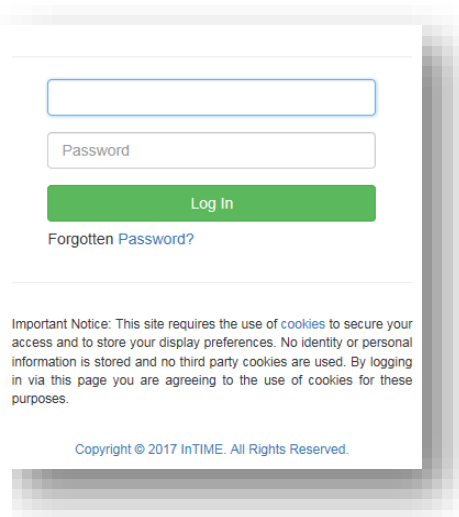 Password
Log In
Forgotten Password?
Important Notice: This site requires the use of cookies to secure your
access and to store your display preferences. No identity or personal
information is stored and no third party cookies are used. By logging
in via this page you are agreeing to the use of cookies for these
purposes.
Copyright © 2017 InTIME. All Rights Reserved.